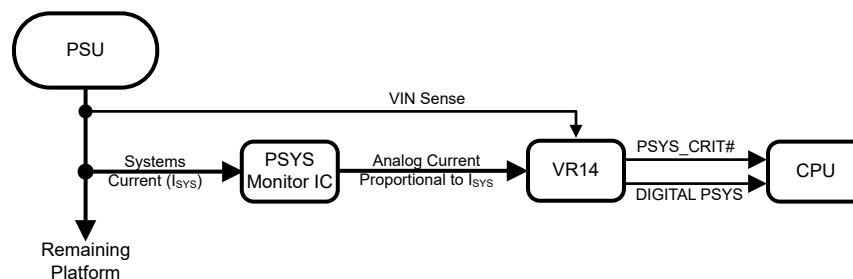 PSU
VIN Sense
Systems
Current (ISYS)
PSYS
Monitor IC
Analog Current
Proportional to ISYS
VR14
PSYS_CRIT#
DIGITAL PSYS
CPU
Remaining
Platform